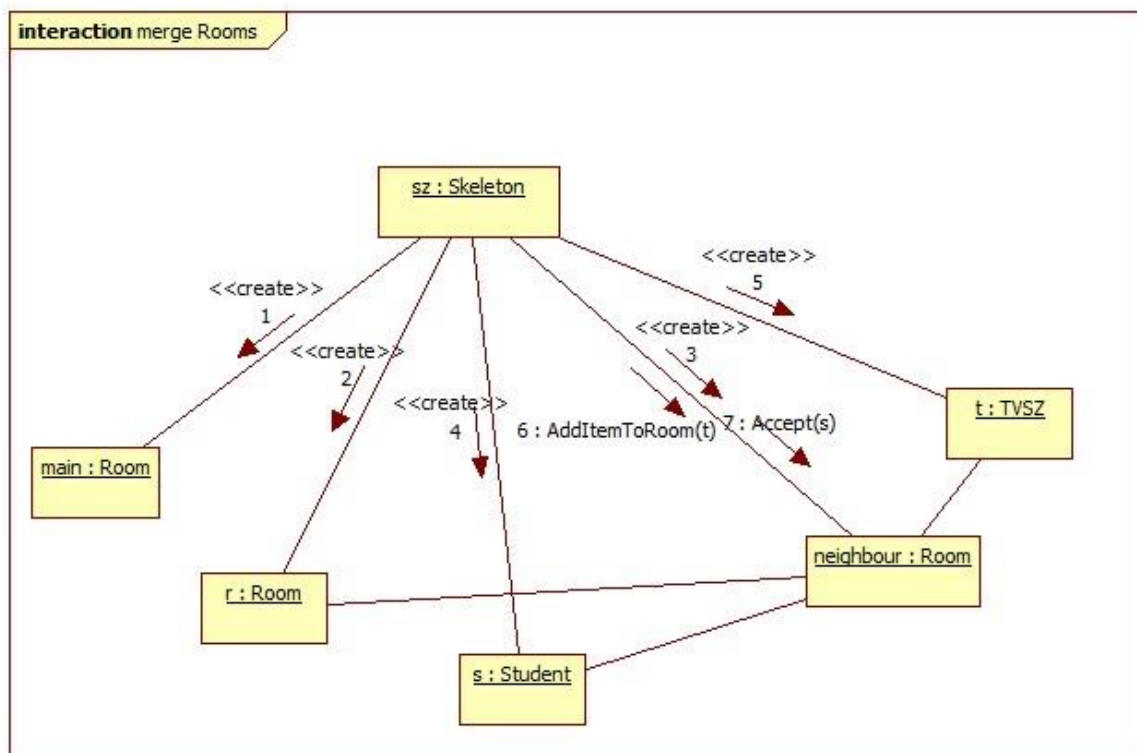 interaction merge Rooms
sz : Skeleton
<<create>>
5
<<create>>
1
<<create>>
3
<<create>>
2
<<create>>
4
6 : AddItemToRoom(t)
7 : Accept(s)
t : TVSZ
main : Room
neighbour : Room
r : Room
s : Student